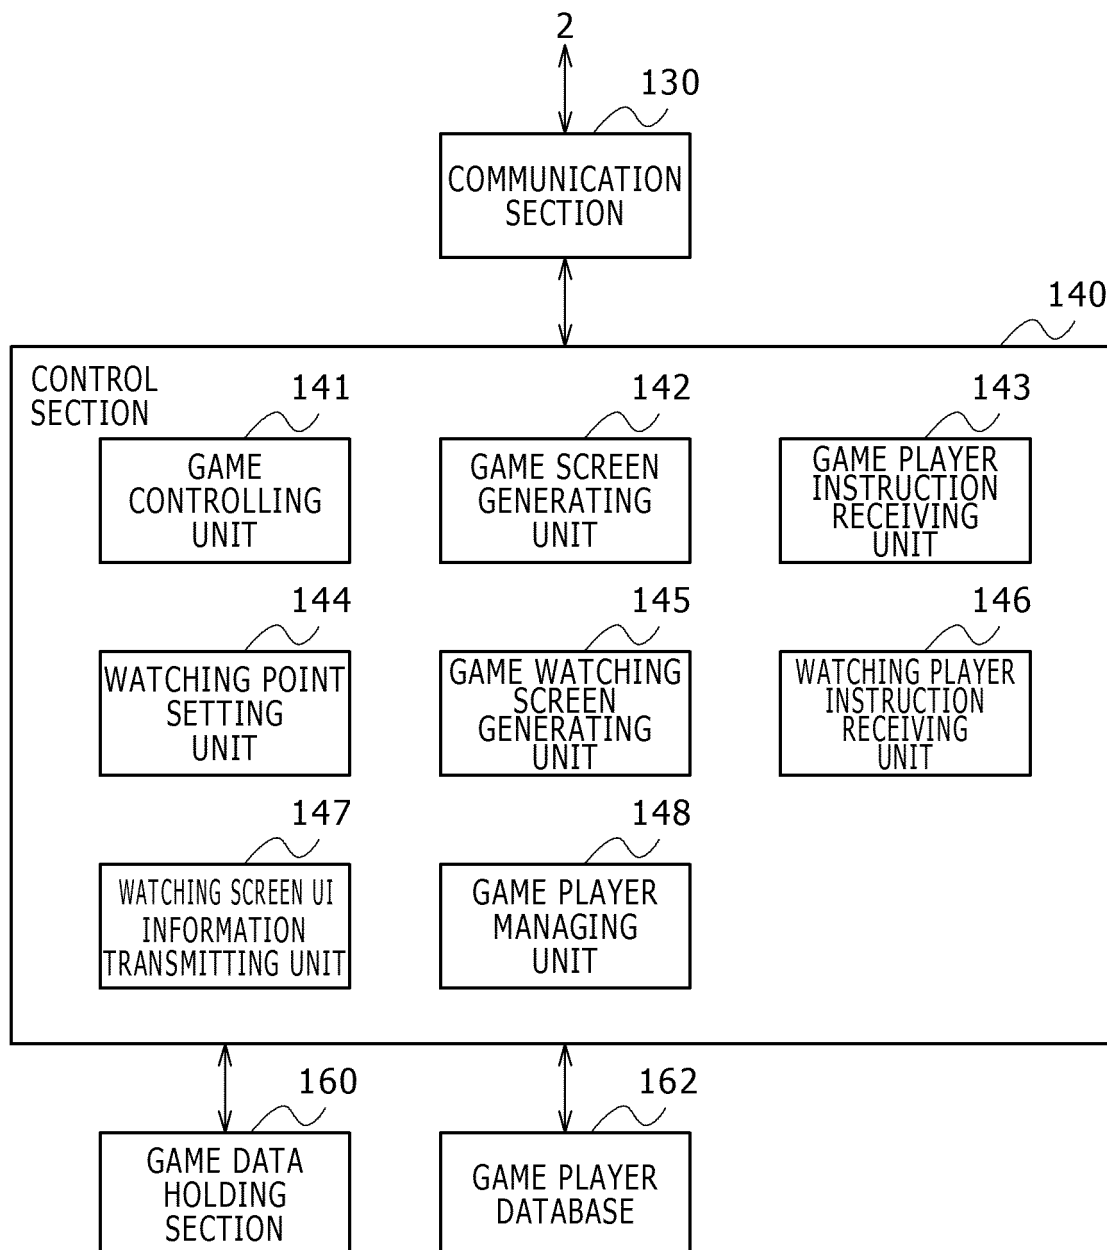 2
130
COMMUNICATION
SECTION
140
CONTROL
SECTION
141
GAME
CONTROLLING
UNIT
142
GAME SCREEN
GENERATING
UNIT
143
GAME PLAYER
INSTRUCTION
RECEIVING
UNIT
144
WATCHING POINT
SETTING
UNIT
145
GAME WATCHING
SCREEN
GENERATING
UNIT
146
WATCHING PLAYER
INSTRUCTION
RECEIVING
UNIT
147
WATCHING SCREEN UI
INFORMATION
TRANSMITTING UNIT
148
GAME PLAYER
MANAGING
UNIT
160
GAME DATA
HOLDING
SECTION
162
GAME PLAYER
DATABASE